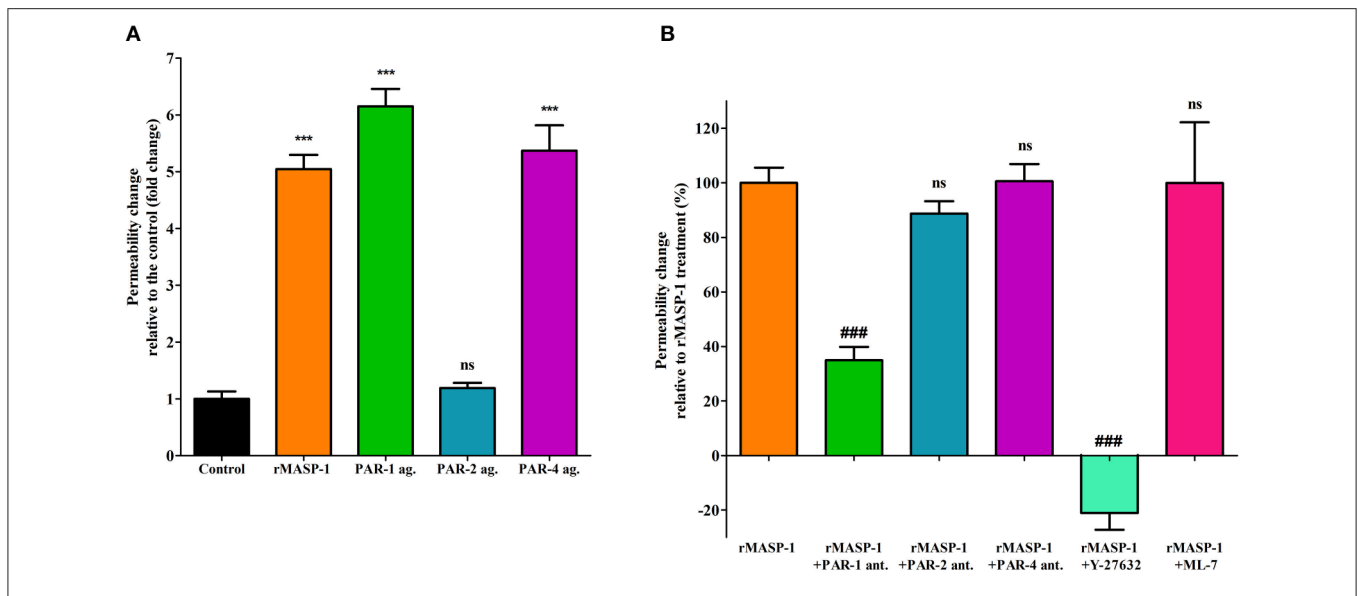 A
Permeability change
relative to the control (fold change)
7
6
5
4
3
2
1
0
***
***
ns
***
Control
rMASP-1
PAR-1 ag.
PAR-2 ag.
PAR-4 ag.
B
Permeability change
relative to rMASP-1 treatment (%)
120
100
80
60
40
20
0
-20
###
ns
ns
###
ns
rMASP-1
rMASP-1
+PAR-1 ant.
rMASP-1
+PAR-2 ant.
rMASP-1
+PAR-4 ant.
rMASP-1
+Y-27632
rMASP-1
+ML-7